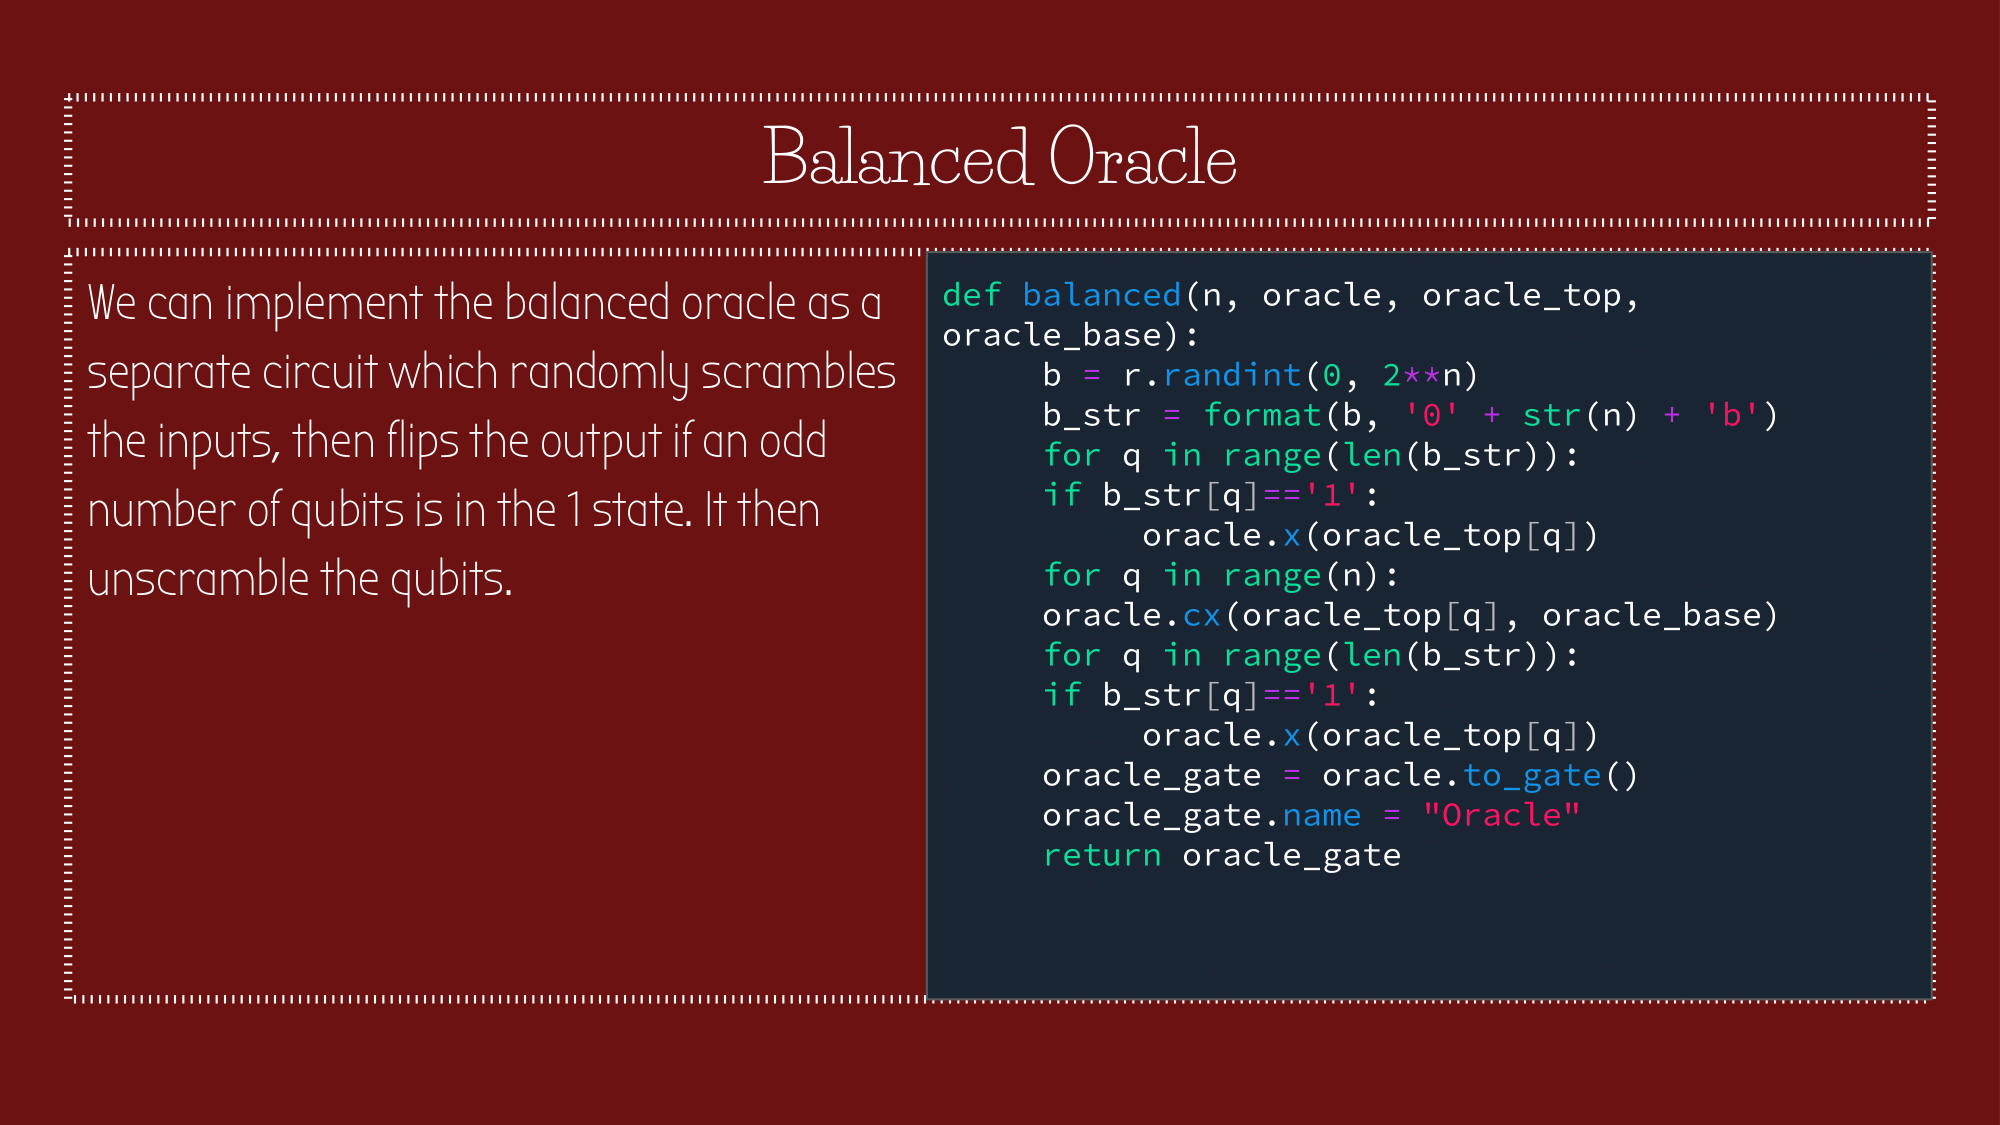 Balanced Oracle
We can implement the balanced oracle as a
separate circuit which randomly scrambles
the inputs, then flips the output if an odd
number of qubits is in the 1 state. It then
unscramble the qubits.
def balanced(n, oracle, oracle_top,
oracle_base):
     b = r.randint(0, 2**n)
     b_str = format(b, '0' + str(n) + 'b')
     for q in range(len(b_str)):
     if b_str[q]=='1':
          oracle.x(oracle_top[q])
     for q in range(n):
     oracle.cx(oracle_top[q], oracle_base)
     for q in range(len(b_str)):
     if b_str[q]=='1':
          oracle.x(oracle_top[q])
     oracle_gate = oracle.to_gate()
     oracle_gate.name = "Oracle"
     return oracle_gate